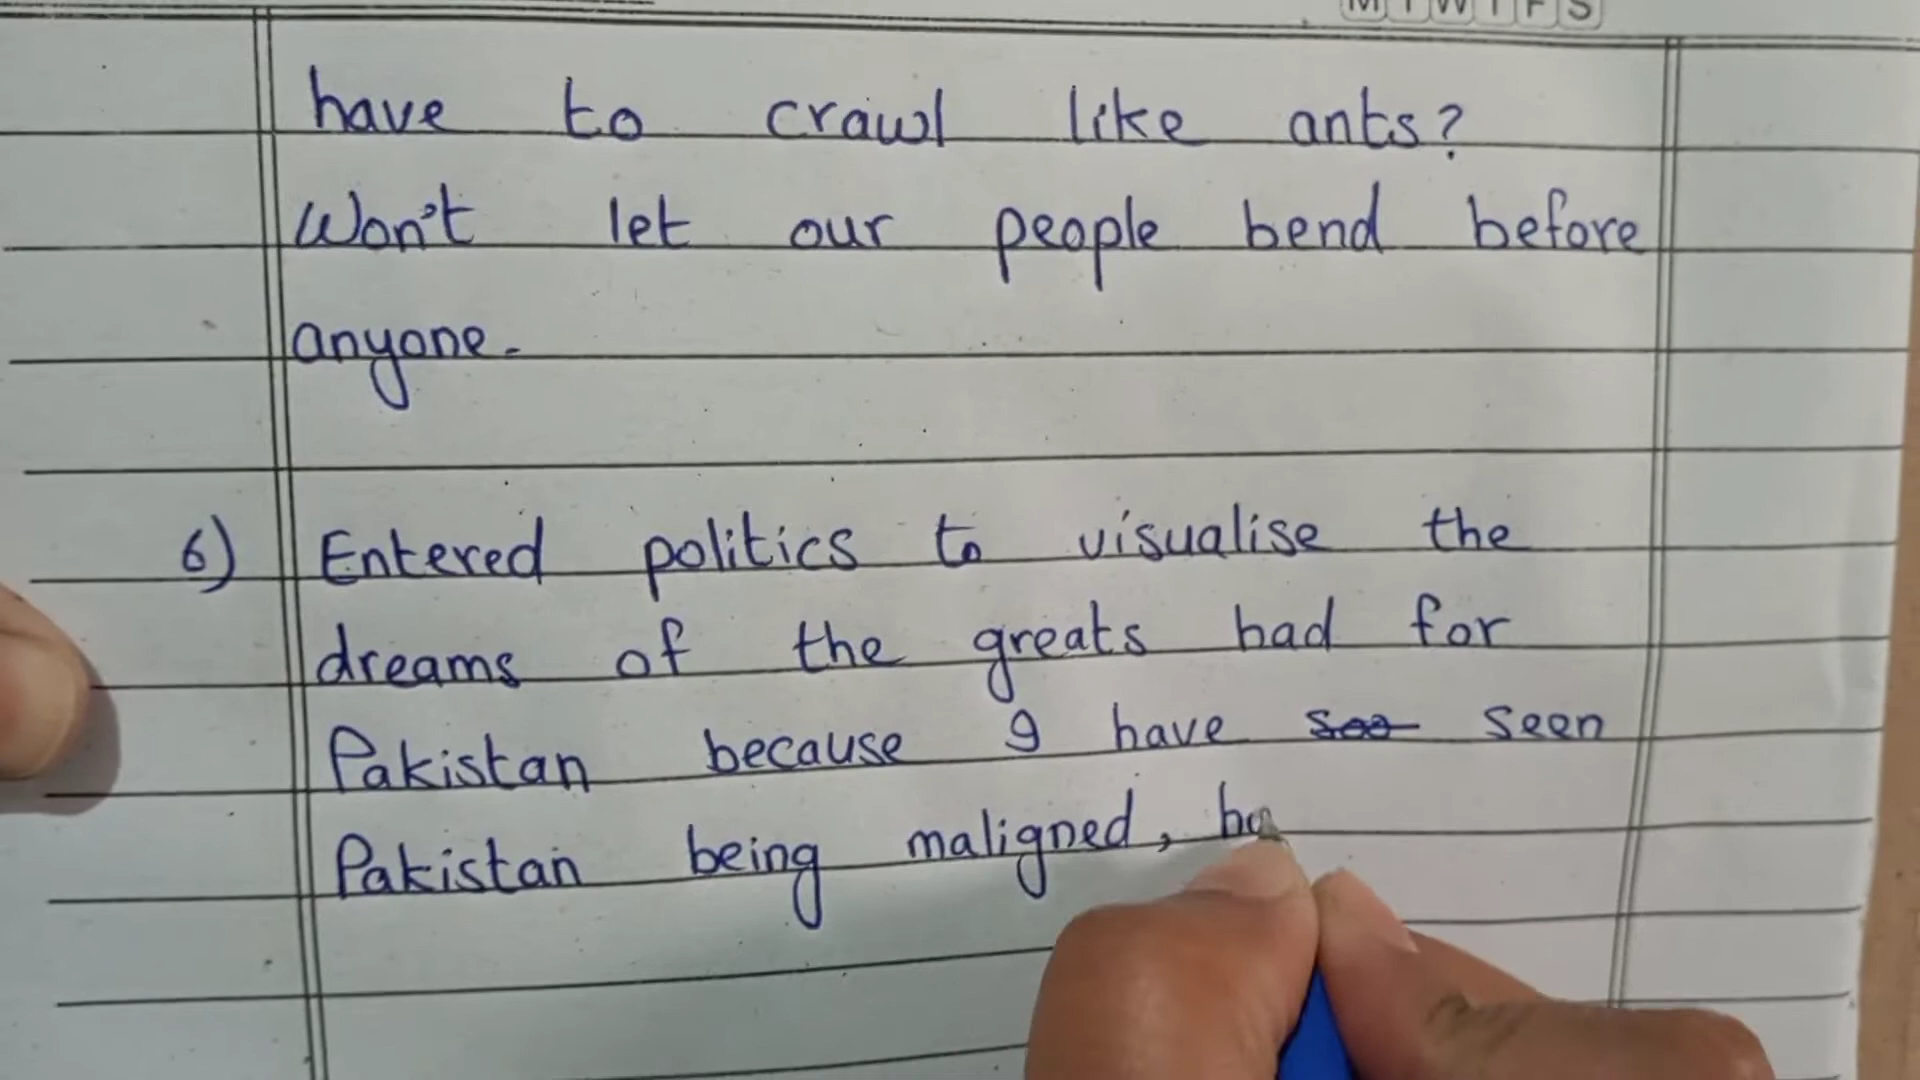 M T W T F S
have to crawl like ants?
Won't let our people bend before
anyone.
6) Entered politics to visualise the
dreams of the greats had for
Pakistan because I have seen
Pakistan being maligned,